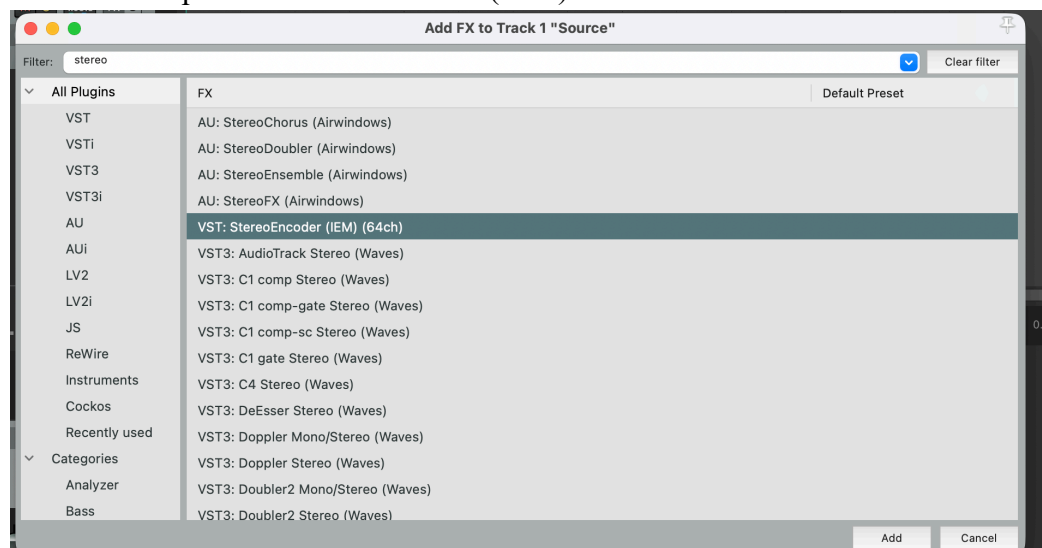 Add FX to Track 1 "Source"
Filter: stereo Clear filter
All Plugins
VST
VSTi
VST3
VST3i
AU
AUi
LV2
LV2i
JS
ReWire
Instruments
Cockos
Recently used
Categories
Analyzer
Bass
FX Default Preset
AU: StereoChorus (Airwindows)
AU: StereoDoubler (Airwindows)
AU: StereoEnsemble (Airwindows)
AU: StereoFX (Airwindows)
VST: StereoEncoder (IEM) (64ch)
VST3: AudioTrack Stereo (Waves)
VST3: C1 comp Stereo (Waves)
VST3: C1 comp-gate Stereo (Waves)
VST3: C1 comp-sc Stereo (Waves)
VST3: C1 gate Stereo (Waves)
VST3: C4 Stereo (Waves)
VST3: DeEsser Stereo (Waves)
VST3: Doppler Mono/Stereo (Waves)
VST3: Doppler Stereo (Waves)
VST3: Doubler2 Mono/Stereo (Waves)
VST3: Doubler2 Stereo (Waves)
Add Cancel